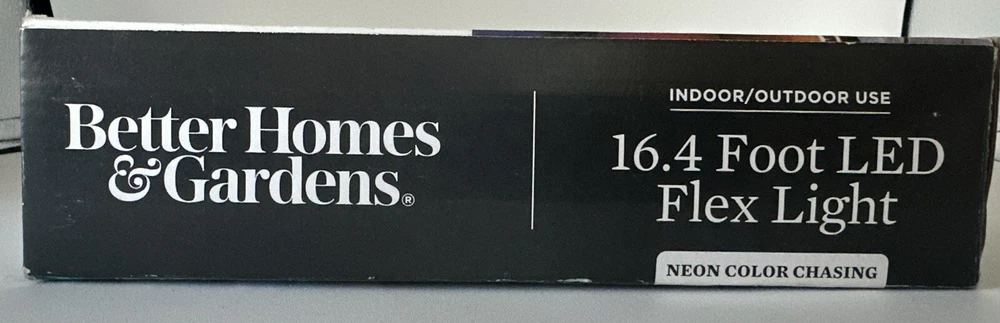 Better Homes
& Gardens®
INDOOR/OUTDOOR USE
16.4 Foot LED
Flex Light
NEON COLOR CHASING